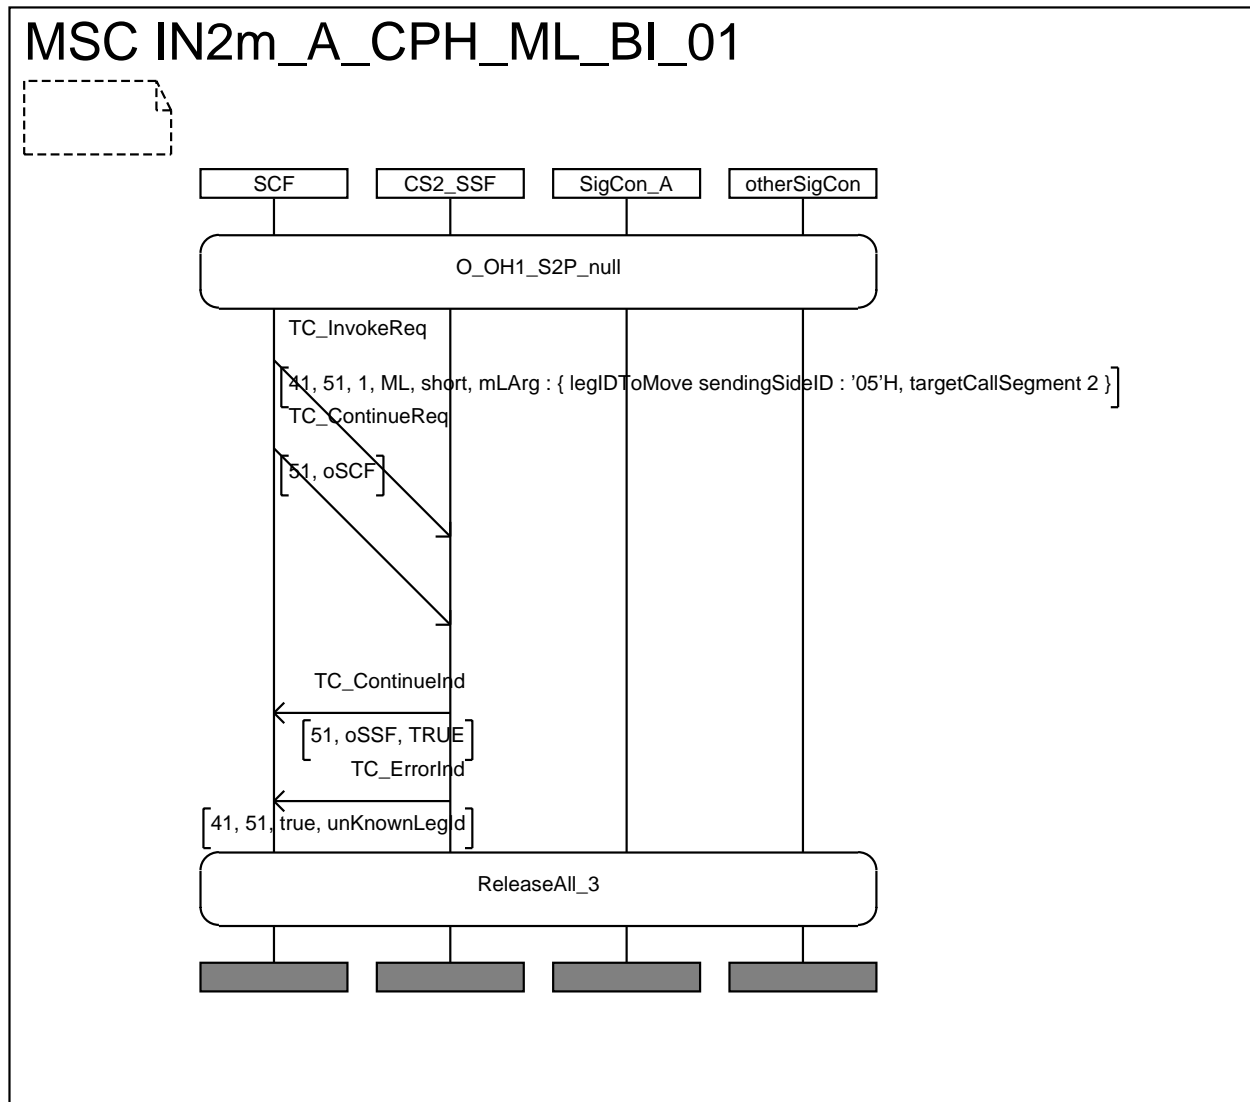 MSC IN2m_A_CPH_ML_BI_01
SCF CS2_SSF SigCon_A otherSigCon
O_OH1_S2P_null
TC_InvokeReq
41, 51, 1, ML, short, mLArg : { legIDToMove sendingSideID : '05'H, targetCallSegment 2 }
TC_ContinueReq
51, oSCF
TC_ContinueInd
51, oSSF, TRUE
TC_ErrorInd
41, 51, true, unKnownLegId
ReleaseAll_3